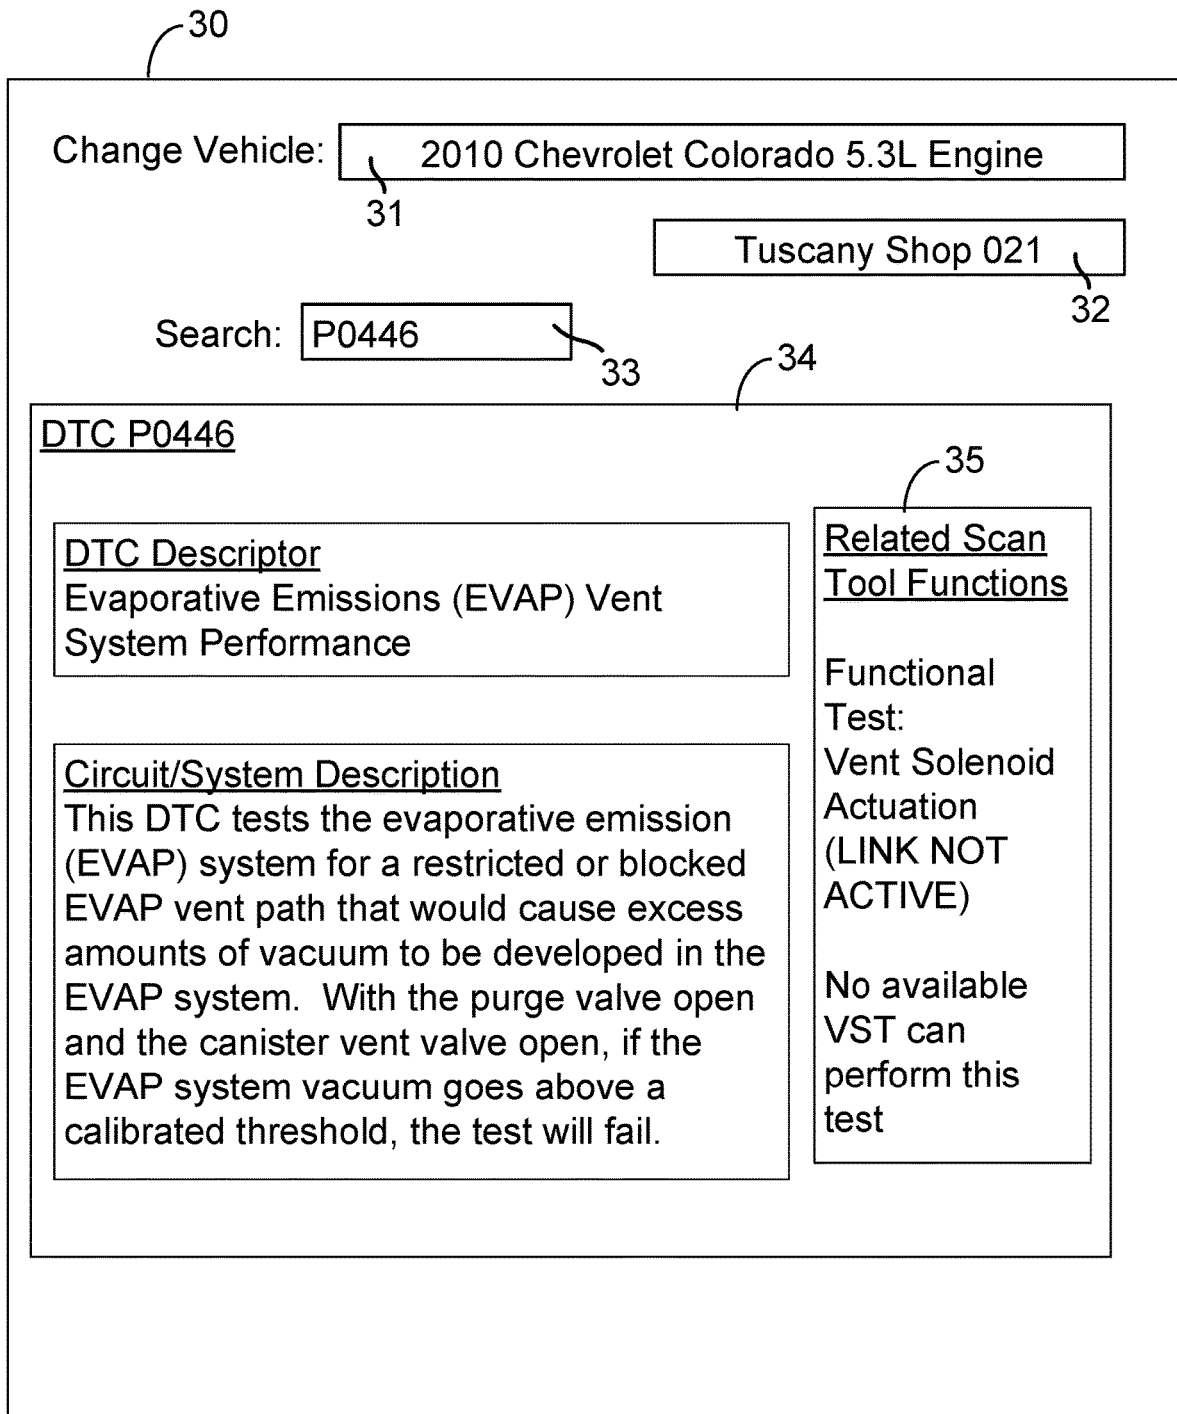 30
Change Vehicle: 2010 Chevrolet Colorado 5.3L Engine
31
Tuscany Shop 021
32
Search: P0446
33
34
DTC P0446
35
DTC Descriptor
Evaporative Emissions (EVAP) Vent
System Performance
Circuit/System Description
This DTC tests the evaporative emission
(EVAP) system for a restricted or blocked
EVAP vent path that would cause excess
amounts of vacuum to be developed in the
EVAP system.  With the purge valve open
and the canister vent valve open, if the
EVAP system vacuum goes above a
calibrated threshold, the test will fail.
Related Scan
Tool Functions
Functional
Test:
Vent Solenoid
Actuation
(LINK NOT
ACTIVE)
No available
VST can
perform this
test